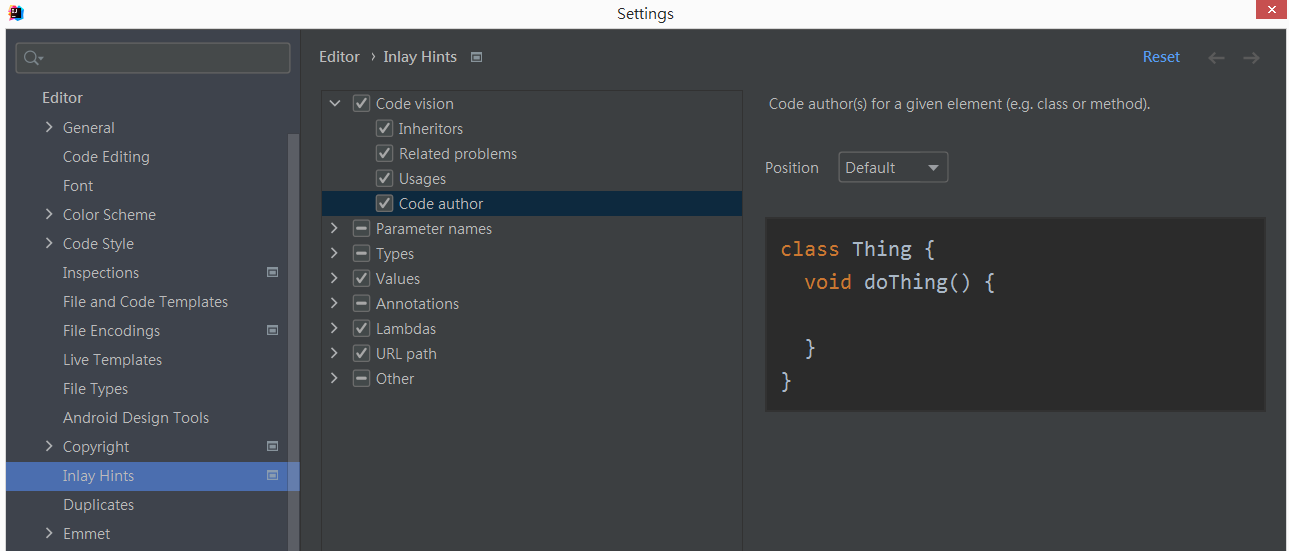 Settings
Editor › Inlay Hints
Reset
Editor
General
Code Editing
Font
Color Scheme
Code Style
Inspections
File and Code Templates
File Encodings
Live Templates
File Types
Android Design Tools
Copyright
Inlay Hints
Duplicates
Emmet
Code vision
Inheritors
Related problems
Usages
Code author
Parameter names
Types
Values
Annotations
Lambdas
URL path
Other
Code author(s) for a given element (e.g. class or method).
Position Default
class Thing {
void doThing() {
}
}